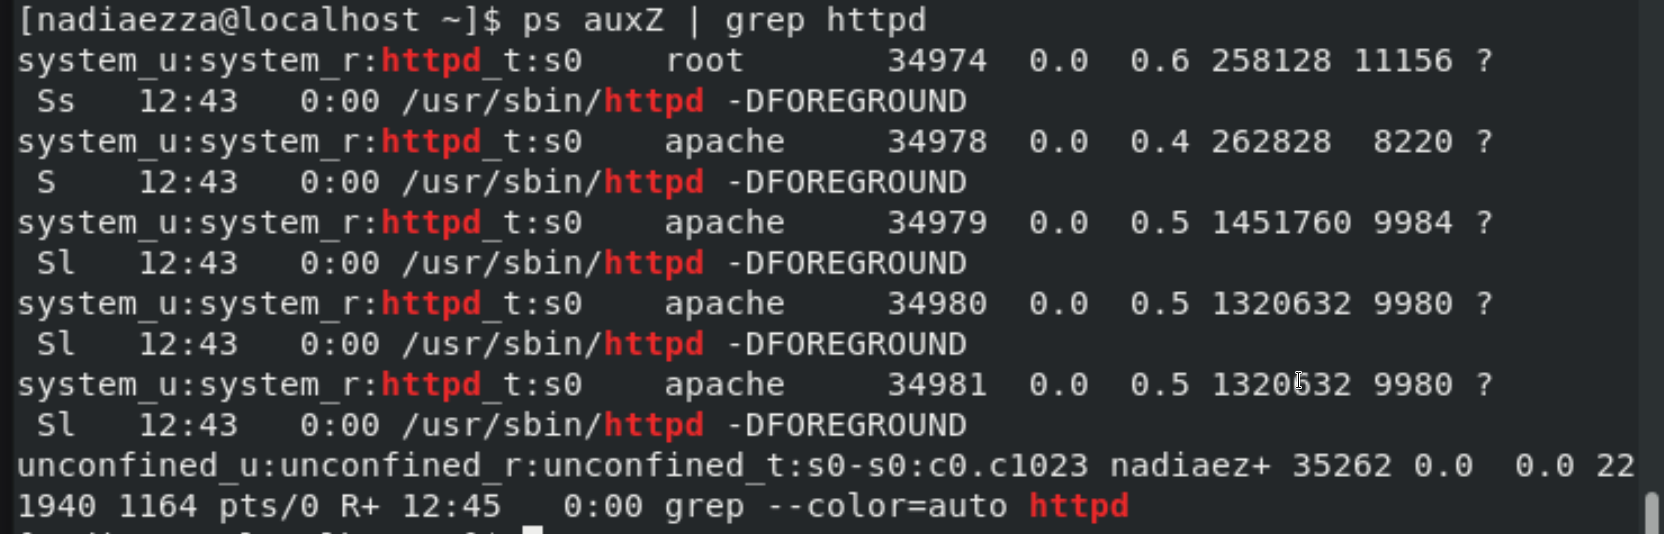 [nadiaezza@localhost ~]$ ps auxZ | grep httpd
system_u:system_r:httpd_t:s0    root       34974  0.0  0.6 258128 11156 ?
 Ss   12:43   0:00 /usr/sbin/httpd -DFOREGROUND
system_u:system_r:httpd_t:s0    apache     34978  0.0  0.4 262828  8220 ?
 S    12:43   0:00 /usr/sbin/httpd -DFOREGROUND
system_u:system_r:httpd_t:s0    apache     34979  0.0  0.5 1451760 9984 ?
 Sl   12:43   0:00 /usr/sbin/httpd -DFOREGROUND
system_u:system_r:httpd_t:s0    apache     34980  0.0  0.5 1320632 9980 ?
 Sl   12:43   0:00 /usr/sbin/httpd -DFOREGROUND
system_u:system_r:httpd_t:s0    apache     34981  0.0  0.5 1320632 9980 ?
 Sl   12:43   0:00 /usr/sbin/httpd -DFOREGROUND
unconfined_u:unconfined_r:unconfined_t:s0-s0:c0.c1023 nadiaez+ 35262 0.0  0.0 22
1940 1164 pts/0 R+ 12:45   0:00 grep --color=auto httpd